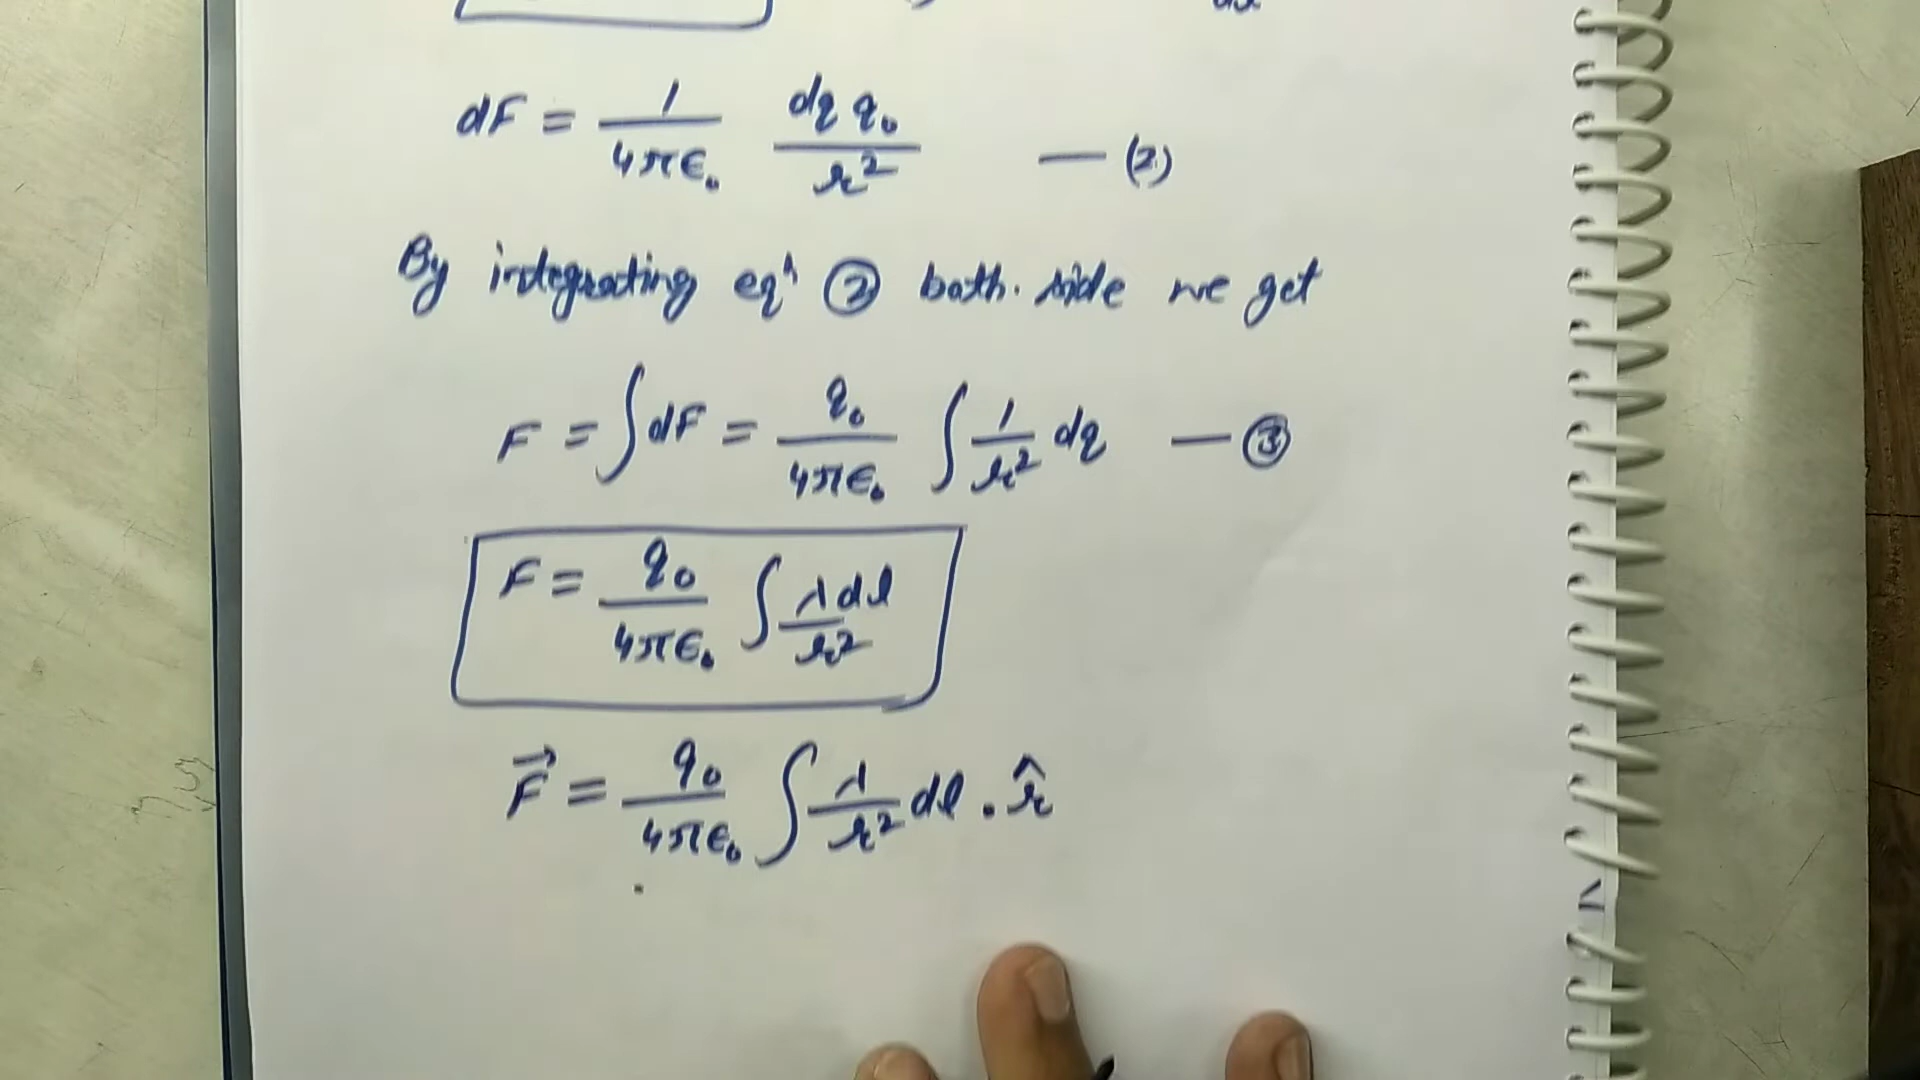 dF = 1/4πε₀ dq q₀/r² — (2)
By integrating eqⁿ ② both side we get
F = ∫dF = q₀/4πε₀ ∫ 1/r² dq — ③
F = q₀/4πε₀ ∫ λdl/r²
F⃗ = q₀/4πε₀ ∫ λ/r² dl . r̂